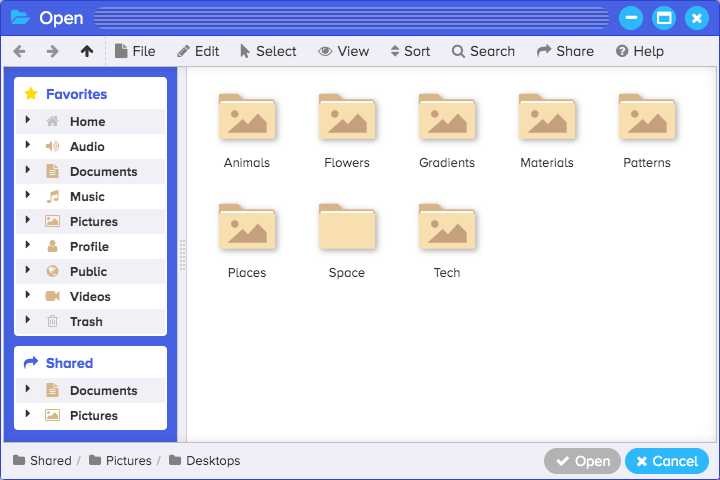 Open
File Edit Select View Sort Search Share Help
Favorites
Home
Audio
Documents
Music
Pictures
Profile
Public
Videos
Trash
Shared
Documents
Pictures
Animals Flowers Gradients Materials Patterns
Places Space Tech
Shared / Pictures / Desktops
Open Cancel